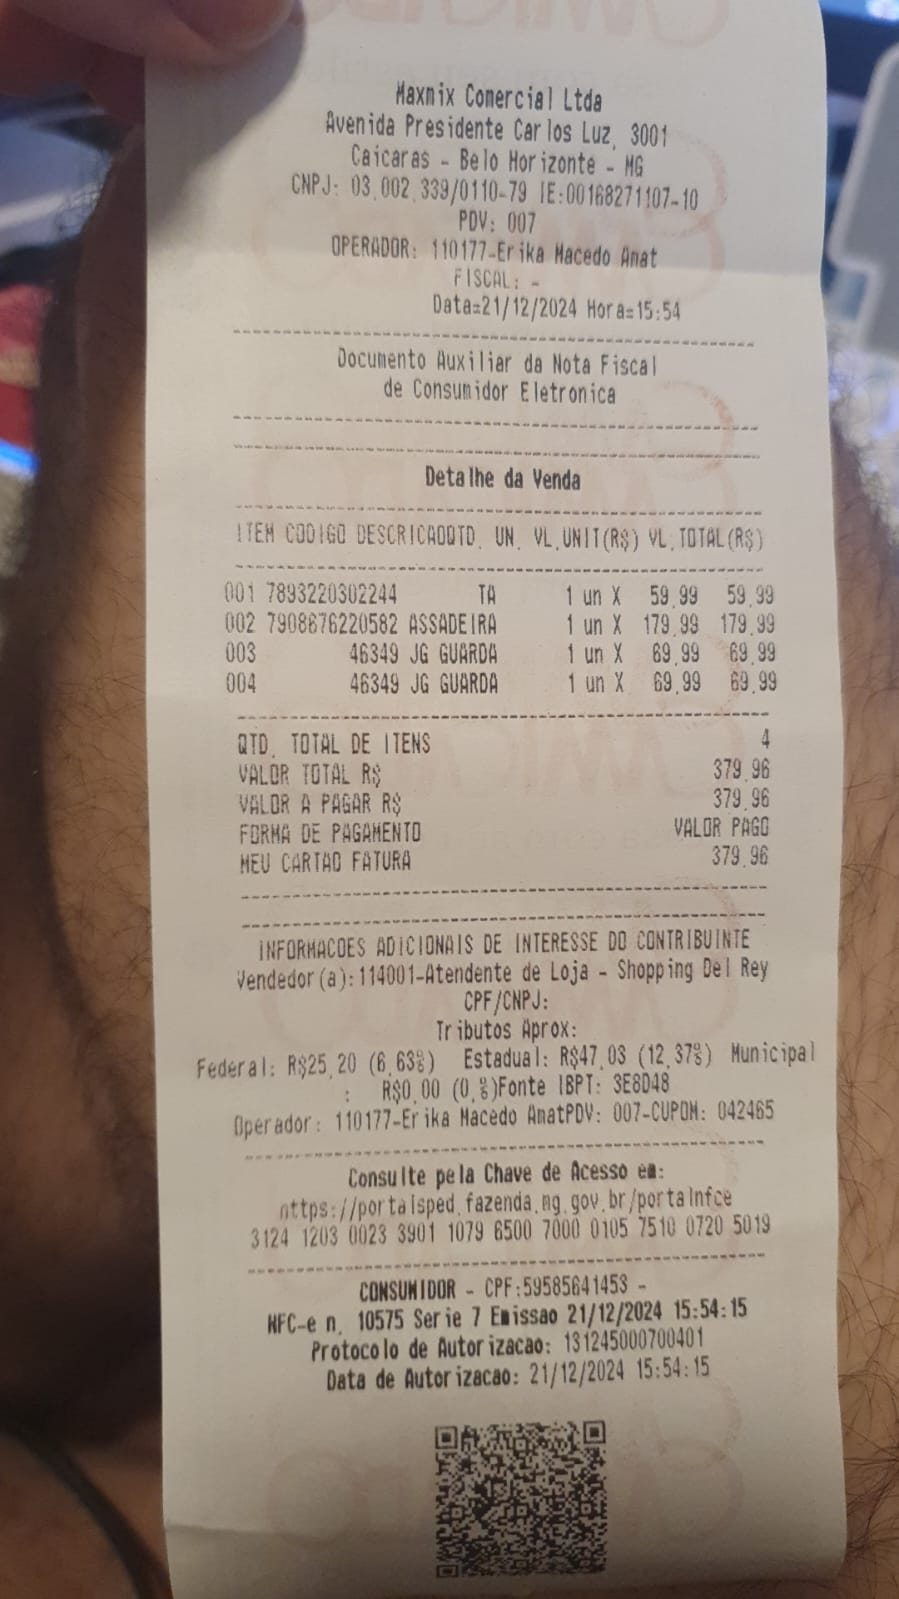 Maxmix Comercial Ltda
Avenida Presidente Carlos Luz, 3001
Caicaras - Belo Horizonte - MG
CNPJ: 03.002.339/0110-79 IE:00168271107-10
PDV: 007
OPERADOR: 110177-Erika Macedo Amat
FISCAL: -
Data=21/12/2024 Hora=15:54
Documento Auxiliar da Nota Fiscal
de Consumidor Eletronica
Detalhe da Venda
ITEM CODIGO DESCRICAOQTD. UN. VL.UNIT(R$) VL.TOTAL(R$)
001 7893220302244 TA 1 un X 59,99 59,99
002 7908676220582 ASSADEIRA 1 un X 179,99 179,99
003 46349 JG GUARDA 1 un X 69,99 69,99
004 46349 JG GUARDA 1 un X 69,99 69,99
QTD. TOTAL DE ITENS 4
VALOR TOTAL R$ 379,96
VALOR A PAGAR R$ 379,96
FORMA DE PAGAMENTO VALOR PAGO
MEU CARTAO FATURA 379,96
INFORMACOES ADICIONAIS DE INTERESSE DO CONTRIBUINTE
Vendedor(a):114001-Atendente de Loja - Shopping Del Rey
CPF/CNPJ:
Tributos Aprox:
Federal: R$25,20 (6,63%) Estadual: R$47,03 (12,37%) Municipal
: R$0,00 (0,%)Fonte IBPT: 3E8D48
Operador: 110177-Erika Macedo AmatPDV: 007-CUPOM: 042465
Consulte pela Chave de Acesso em:
https://portalsped.fazenda.mg.gov.br/portalnfce
3124 1203 0023 3901 1079 6500 7000 0105 7510 0720 5019
CONSUMIDOR - CPF:59585641453 -
NFC-e n. 10575 Serie 7 Emissao 21/12/2024 15:54:15
Protocolo de Autorizacao: 131245000700401
Data de Autorizacao: 21/12/2024 15:54:15